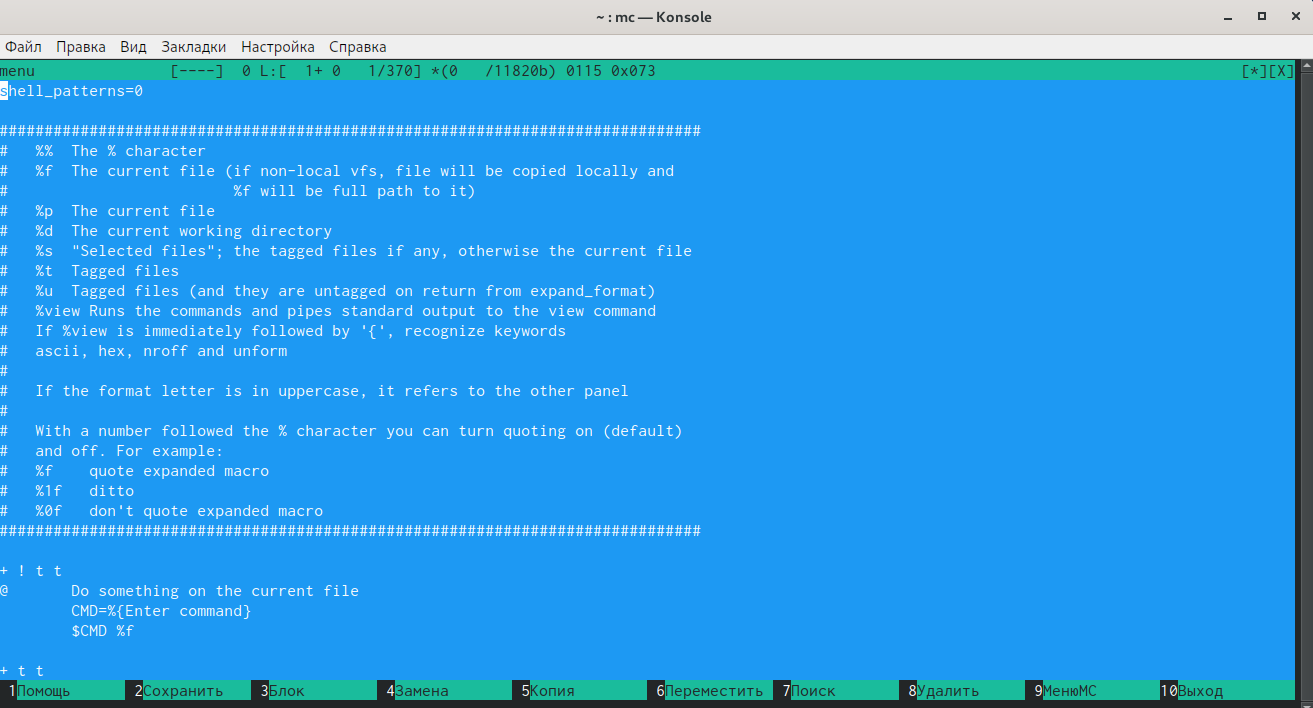 ~ : mc — Konsole
Файл Правка Вид Закладки Настройка Справка
menu [----] 0 L:[ 1+ 0 1/370] *(0 /11820b) 0115 0x073 [*][X]
shell_patterns=0
##############################################################################
# %% The % character
# %f The current file (if non-local vfs, file will be copied locally and
# %f will be full path to it)
# %p The current file
# %d The current working directory
# %s "Selected files"; the tagged files if any, otherwise the current file
# %t Tagged files
# %u Tagged files (and they are untagged on return from expand_format)
# %view Runs the commands and pipes standard output to the view command
# If %view is immediately followed by '{', recognize keywords
# ascii, hex, nroff and unform
#
# If the format letter is in uppercase, it refers to the other panel
#
# With a number followed the % character you can turn quoting on (default)
# and off. For example:
# %f quote expanded macro
# %1f ditto
# %0f don't quote expanded macro
##############################################################################
+ ! t t
@ Do something on the current file
CMD=%{Enter command}
$CMD %f
+ t t
1Помощь 2Сохранить 3Блок 4Замена 5Копия 6Переместить 7Поиск 8Удалить 9МенюMC 10Выход